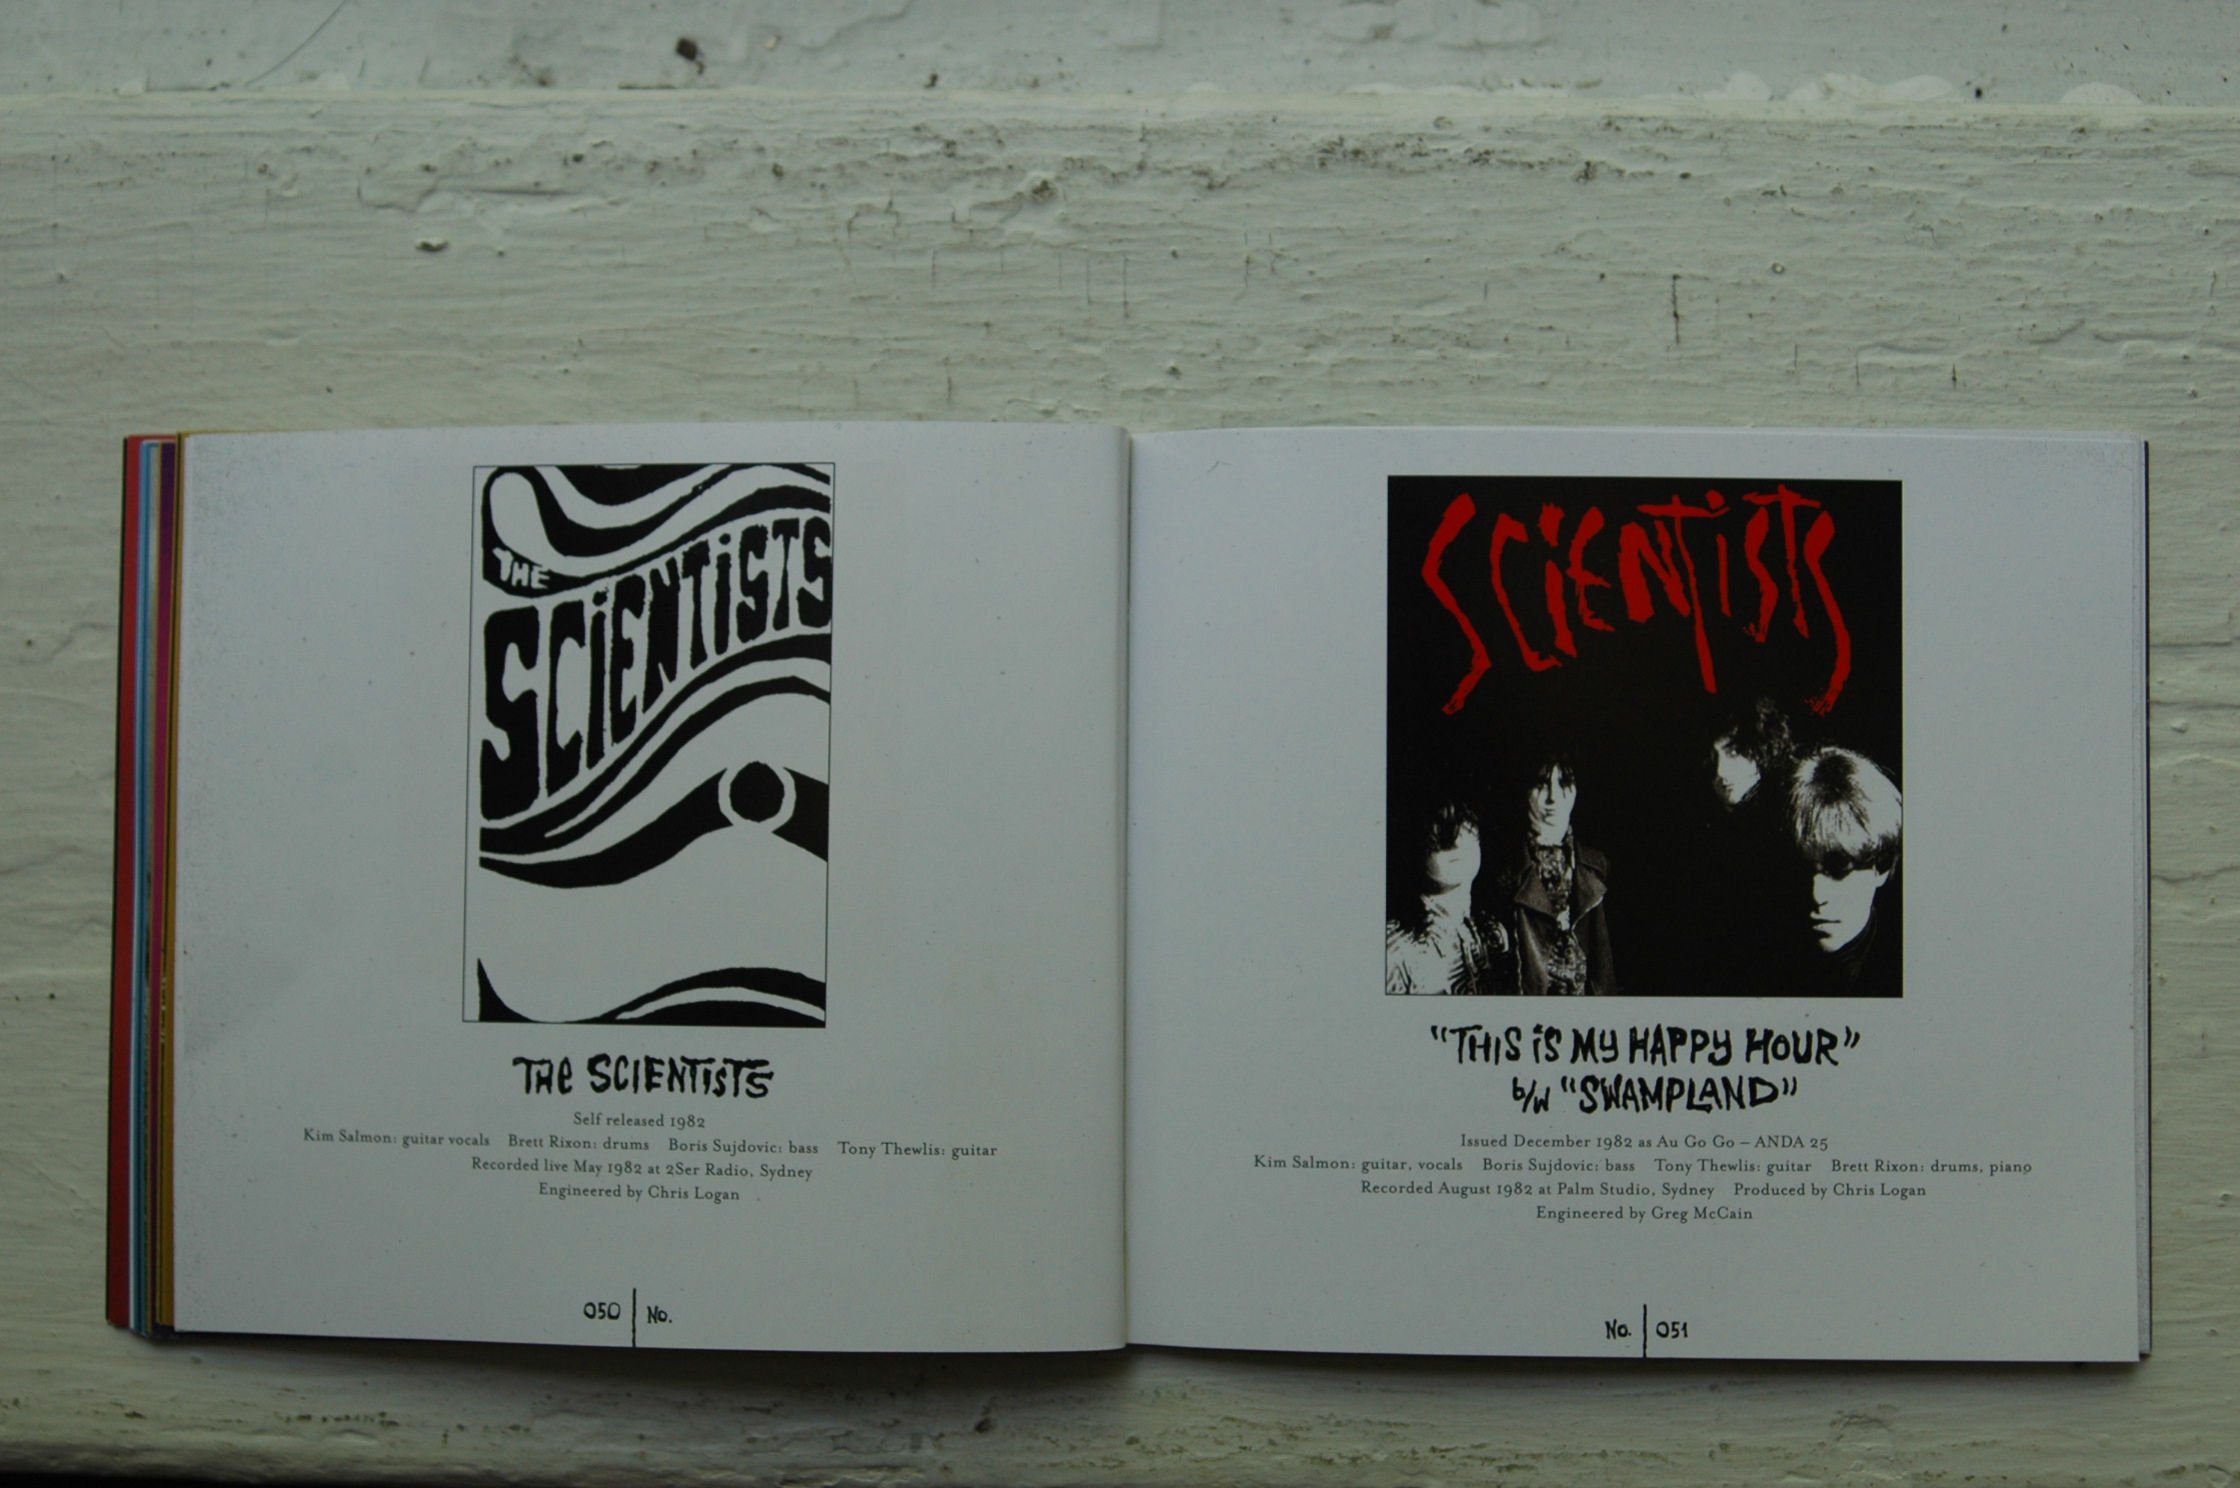 THE
SCIENTISTS
THE SCIENTISTS
Self released 1982
Kim Salmon: guitar vocals Brett Rixon: drums Boris Sujdovic: bass Tony Thewlis: guitar
Recorded live May 1982 at 2Ser Radio, Sydney
Engineered by Chris Logan
050 No.
SCIENTISTS
"THIS IS MY HAPPY HOUR"
b/w "SWAMPLAND"
Issued December 1982 as Au Go Go – ANDA 25
Kim Salmon: guitar, vocals Boris Sujdovic: bass Tony Thewlis: guitar Brett Rixon: drums, piano
Recorded August 1982 at Palm Studio, Sydney Produced by Chris Logan
Engineered by Greg McCain
No. 051